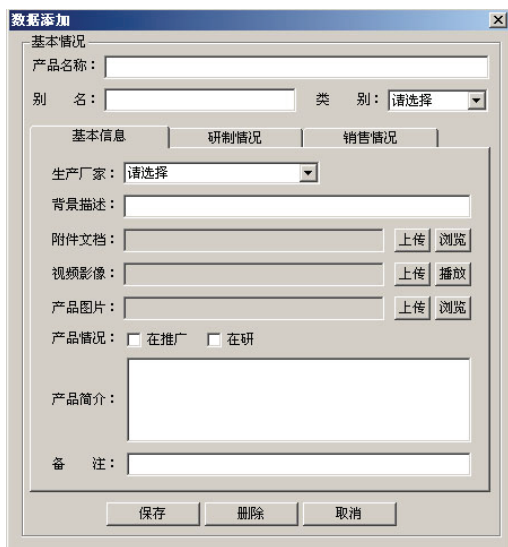 数据添加
基本情况
产品名称：
别 名： 类 别： 请选择
基本信息 研制情况 销售情况
生产厂家： 请选择
背景描述：
附件文档： 上传 浏览
视频影像： 上传 播放
产品图片： 上传 浏览
产品情况： 在推广 在研
产品简介：
备 注：
保存 删除 取消